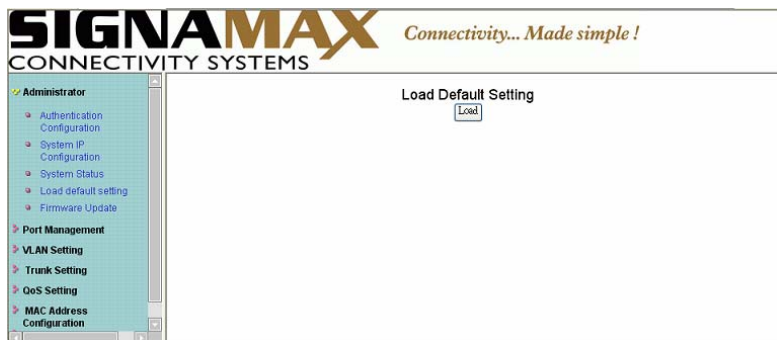 SIGNAMAX
CONNECTIVITY SYSTEMS
Connectivity... Made simple !
Administrator
Authentication
Configuration
System IP
Configuration
System Status
Load default setting
Firmware Update
Port Management
VLAN Setting
Trunk Setting
QoS Setting
MAC Address
Configuration
Load Default Setting
Load